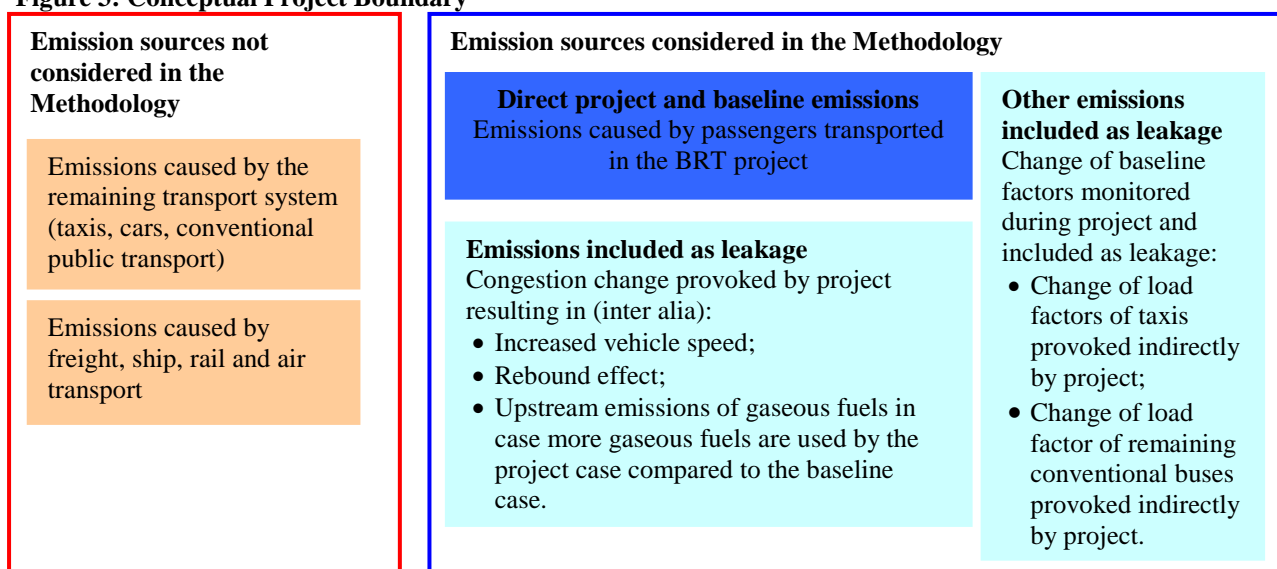 Figure 3: Conceptual Project Boundary
Emission sources not
considered in the
Methodology
Emissions caused by the
remaining transport system
(taxis, cars, conventional
public transport)
Emissions caused by
freight, ship, rail and air
transport
Emission sources considered in the Methodology
Direct project and baseline emissions
Emissions caused by passengers transported
in the BRT project
Emissions included as leakage
Congestion change provoked by project
resulting in (inter alia):
• Increased vehicle speed;
• Rebound effect;
• Upstream emissions of gaseous fuels in
case more gaseous fuels are used by the
project case compared to the baseline
case.
Other emissions
included as leakage
Change of baseline
factors monitored
during project and
included as leakage:
• Change of load
factors of taxis
provoked indirectly
by project;
• Change of load
factor of remaining
conventional buses
provoked indirectly
by project.